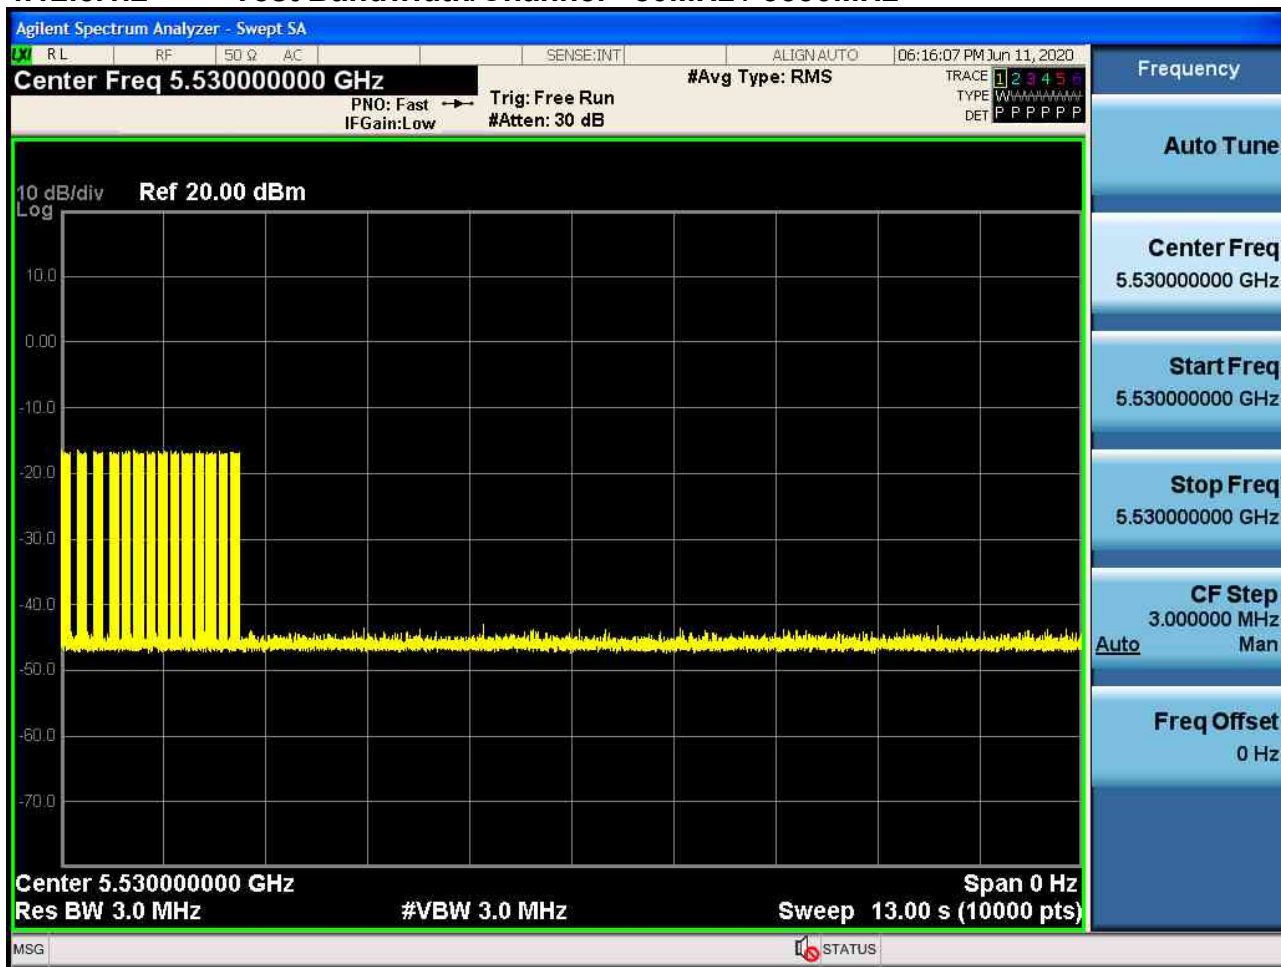 Agilent Spectrum Analyzer - Swept SA
LXI RL RF 50 Ω AC SENSE:INT ALIGN AUTO 06:16:07 PM Jun 11, 2020
Center Freq 5.530000000 GHz
#Avg Type: RMS
TRACE 1 2 3 4 5 6
PNO: Fast
Trig: Free Run
TYPE WWWWWW
IFGain:Low
#Atten: 30 dB
DET P P P P P P
10 dB/div Ref 20.00 dBm
Log
10.0
0.00
-10.0
-20.0
-30.0
-40.0
-50.0
-60.0
-70.0
Center 5.530000000 GHz Span 0 Hz
Res BW 3.0 MHz #VBW 3.0 MHz Sweep 13.00 s (10000 pts)
MSG STATUS
Frequency
Auto Tune
Center Freq
5.530000000 GHz
Start Freq
5.530000000 GHz
Stop Freq
5.530000000 GHz
CF Step
3.000000 MHz
Auto Man
Freq Offset
0 Hz